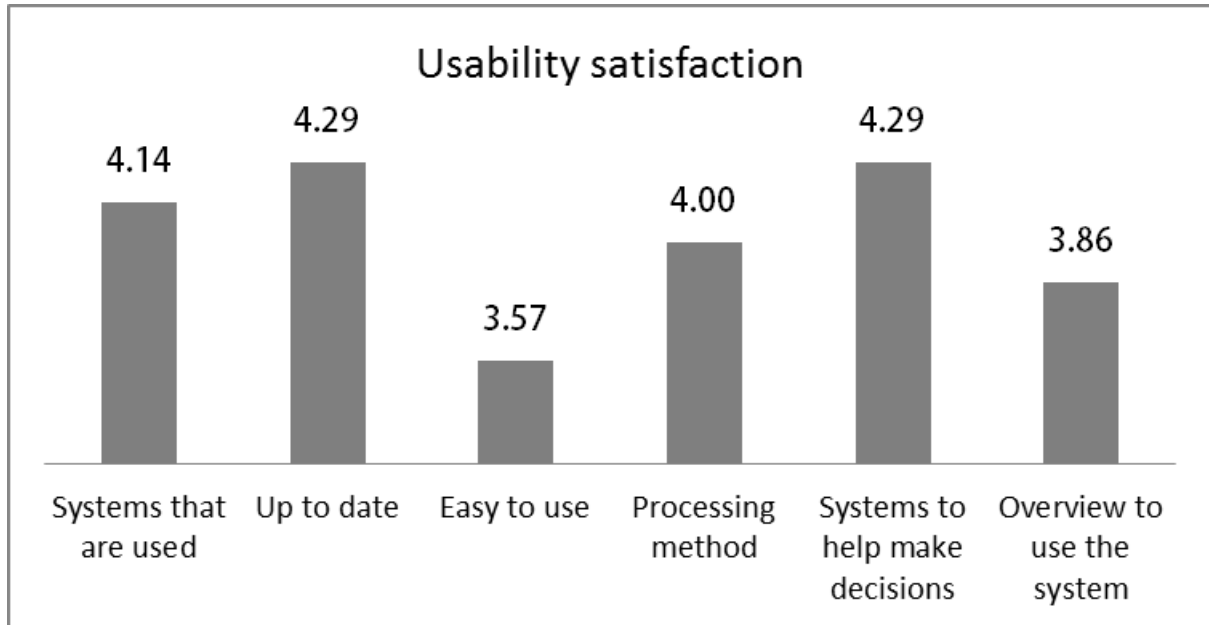 Usability satisfaction
4.14
4.29
3.57
4.00
4.29
3.86
Systems that
are used
Up to date
Easy to use
Processing
method
Systems to
help make
decisions
Overview to
use the
system